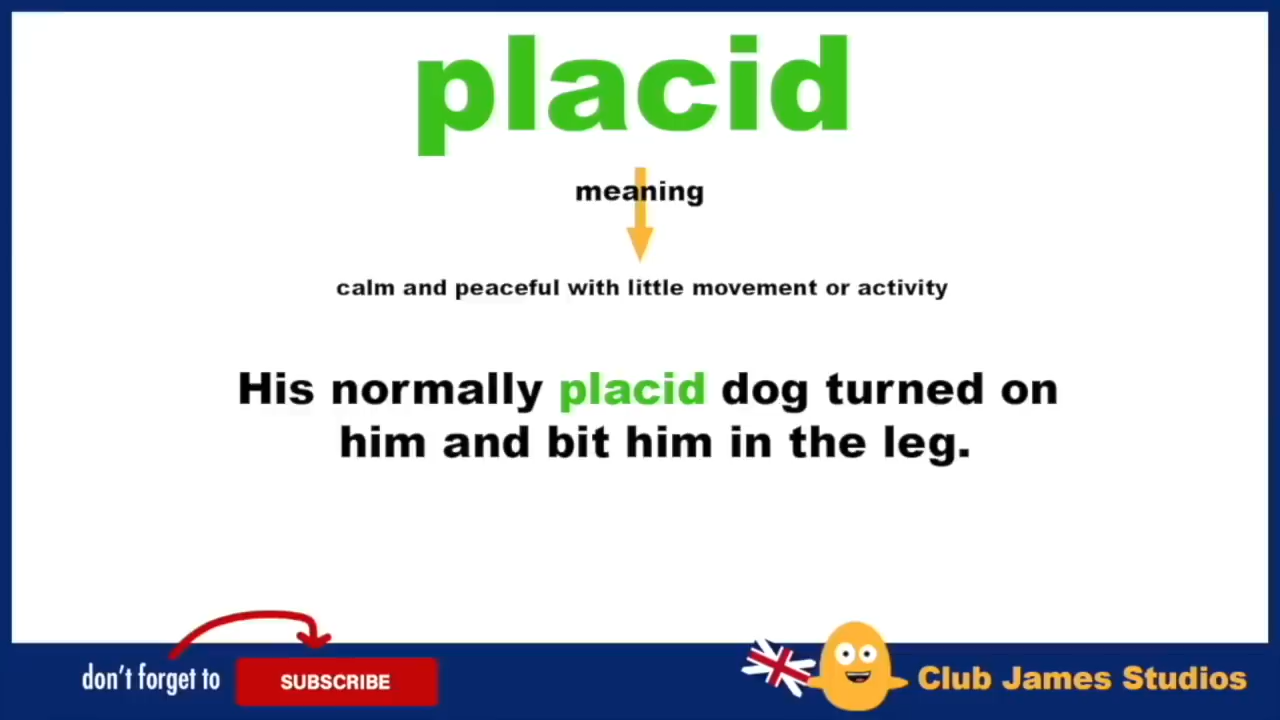 placid
meaning
calm and peaceful with little movement or activity
His normally placid dog turned on
him and bit him in the leg.
don't forget to
SUBSCRIBE
Club James Studios